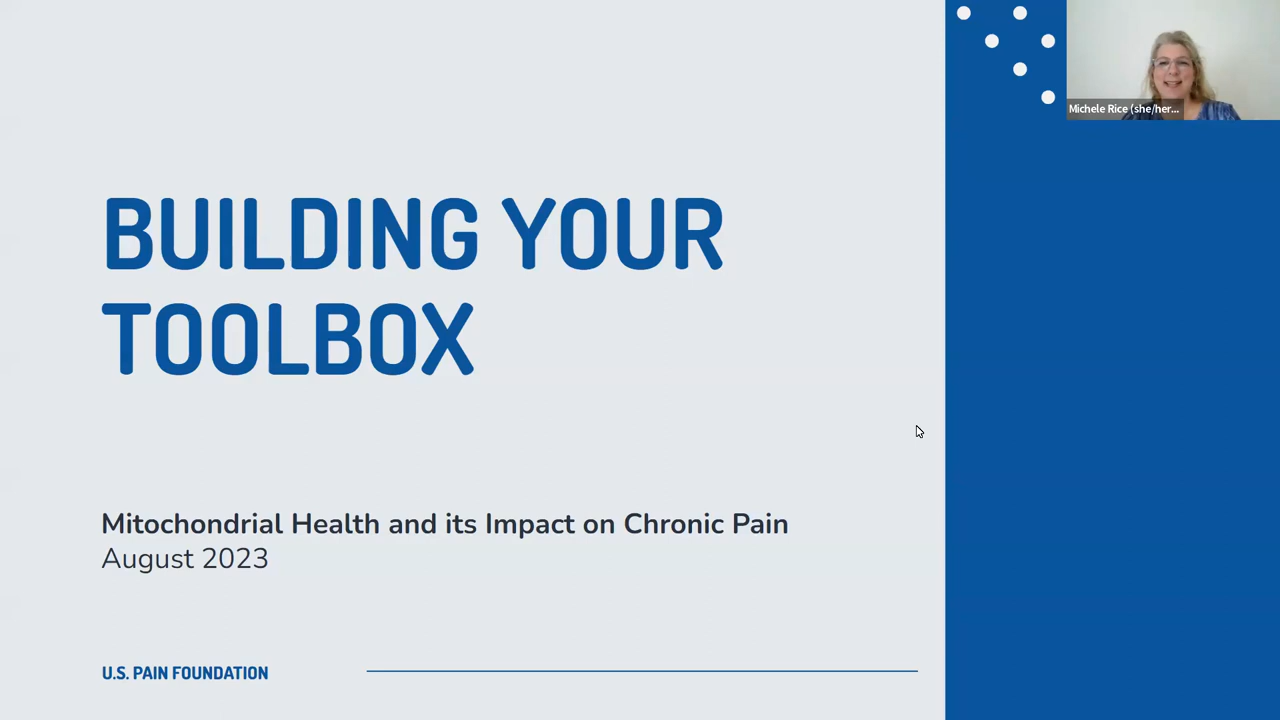 Michele Rice (she/her...
BUILDING YOUR
TOOLBOX
Mitochondrial Health and its Impact on Chronic Pain
August 2023
U.S. PAIN FOUNDATION